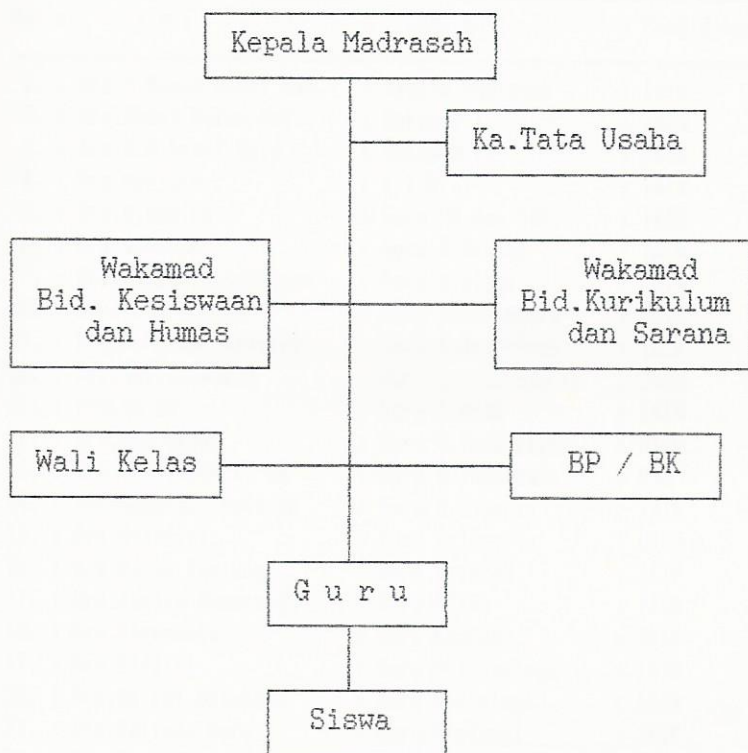 Kepala Madrasah
Ka.Tata Usaha
Wakamad
Bid. Kesiswaan
dan Humas
Wakamad
Bid.Kurikulum
dan Sarana
Wali Kelas
BP / BK
G u r u
Siswa